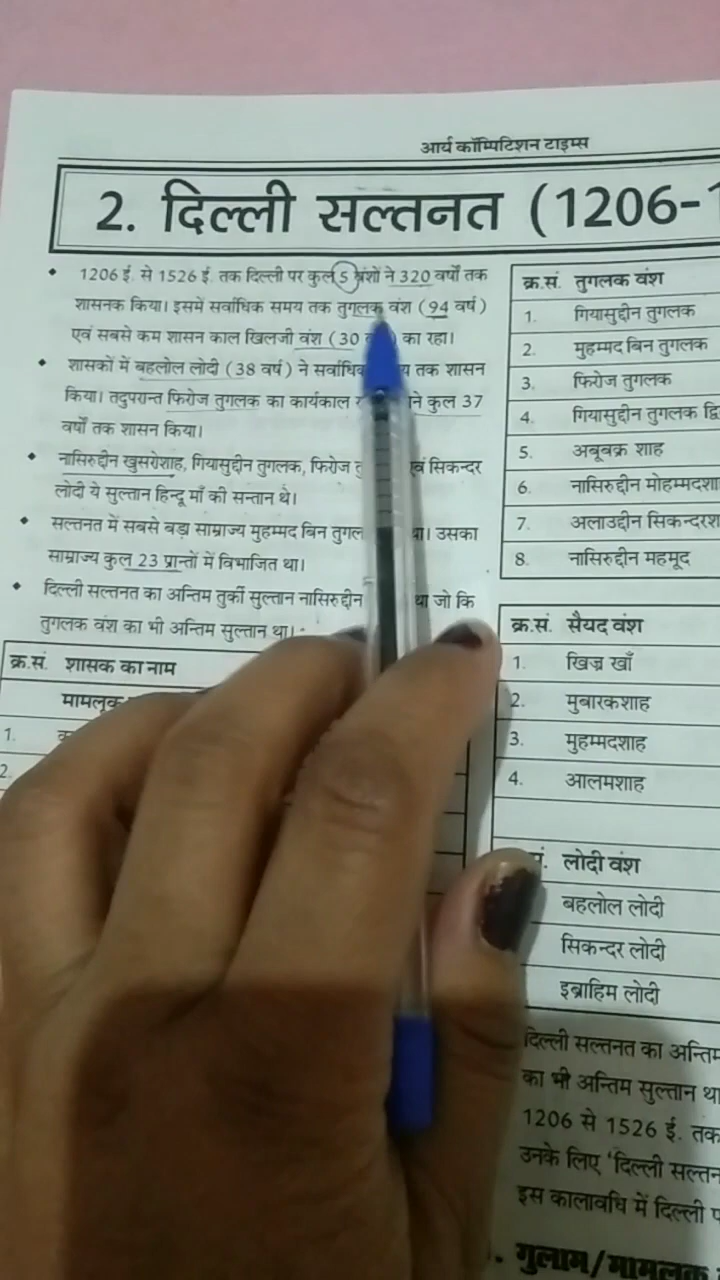 आर्य कॉम्पिटिशन टाइम्स
2. दिल्ली सल्तनत (1206-1
• 1206 ई. से 1526 ई. तक दिल्ली पर कुल 5 वंशों ने 320 वर्षों तक
शासनक किया। इसमें सर्वाधिक समय तक तुगलक वंश (94 वर्ष)
एवं सबसे कम शासन काल खिलजी वंश (30 का रहा।
• शासकों में बहलोल लोदी (38 वर्ष) ने तक शासन
किया। तदुपरान्त फिरोज तुगलक का कार्यकाल कुल 37
वर्षों तक शासन किया।
• नासिरुद्दीन खुसरोशाह, गियासुद्दीन तुगलक, फिरोज सिकन्दर
लोदी ये सुल्तान हिन्दू माँ की सन्तान थे।
• सल्तनत में सबसे बड़ा साम्राज्य मुहम्मद बिन उसका
साम्राज्य कुल 23 प्रान्तों में विभाजित था।
• दिल्ली सल्तनत का अन्तिम तुर्की सुल्तान नासिरुद्दीन था जो कि
तुगलक वंश का भी अन्तिम सुल्तान था।
क्र.सं. शासक का नाम
मामलूक
1.
2.
क्र.सं. तुगलक वंश
1. गियासुद्दीन तुगलक
2. मुहम्मद बिन तुगलक
3. फिरोज तुगलक
4. गियासुद्दीन तुगलक द्वि
5. अबूबक्र शाह
6. नासिरुद्दीन मोहम्मदशा
7. अलाउद्दीन सिकन्दरश
8. नासिरुद्दीन महमूद
क्र.सं. सैयद वंश
1. खिज्र खाँ
2. मुबारकशाह
3. मुहम्मदशाह
4. आलमशाह
लोदी वंश
बहलोल लोदी
सिकन्दर लोदी
इब्राहिम लोदी
दिल्ली सल्तनत का अन्तिम
का भी अन्तिम सुल्तान था
1206 से 1526 ई. तक
उनके लिए 'दिल्ली सल्तन
इस कालावधि में दिल्ली प
गुलाम/मामलक